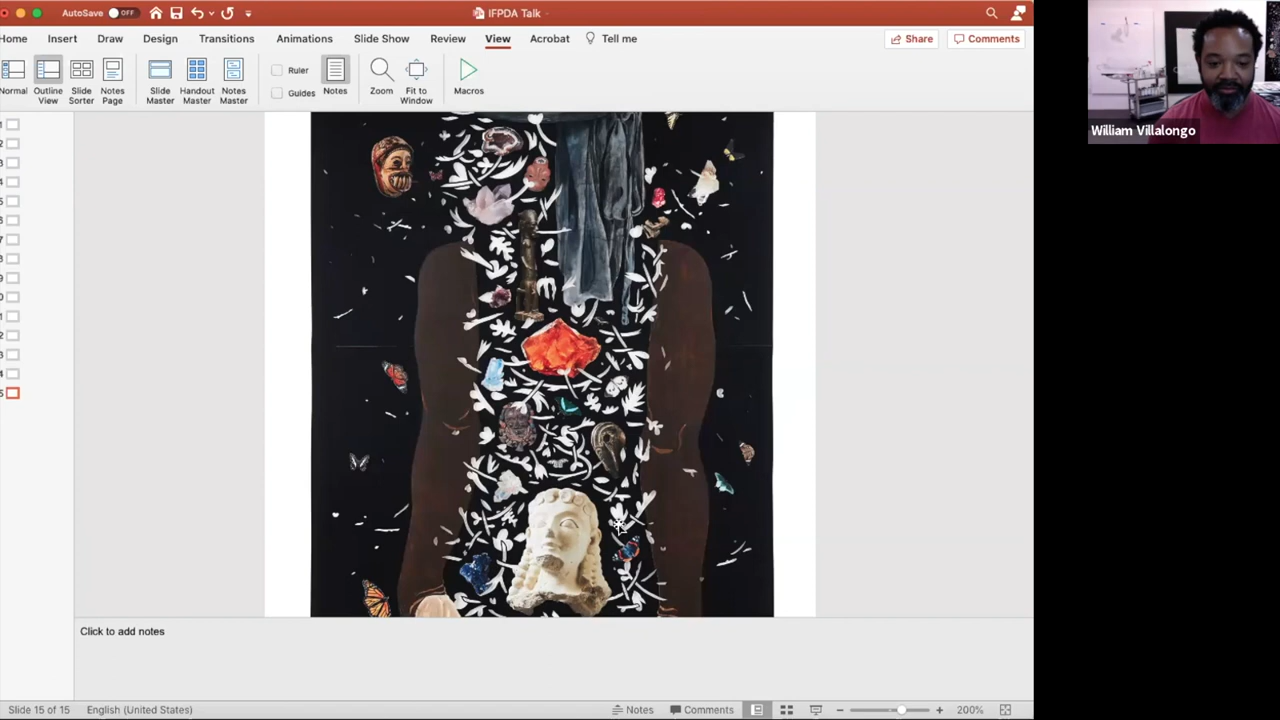 AutoSave OFF IFPDA Talk
Home Insert Draw Design Transitions Animations Slide Show Review View Acrobat Tell me Share Comments
Normal Outline View Slide Sorter Notes Page Slide Master Handout Master Notes Master Ruler Guides Notes Zoom Fit to Window Macros
William Villalongo
Click to add notes
Slide 15 of 15 English (United States) Notes Comments 200%